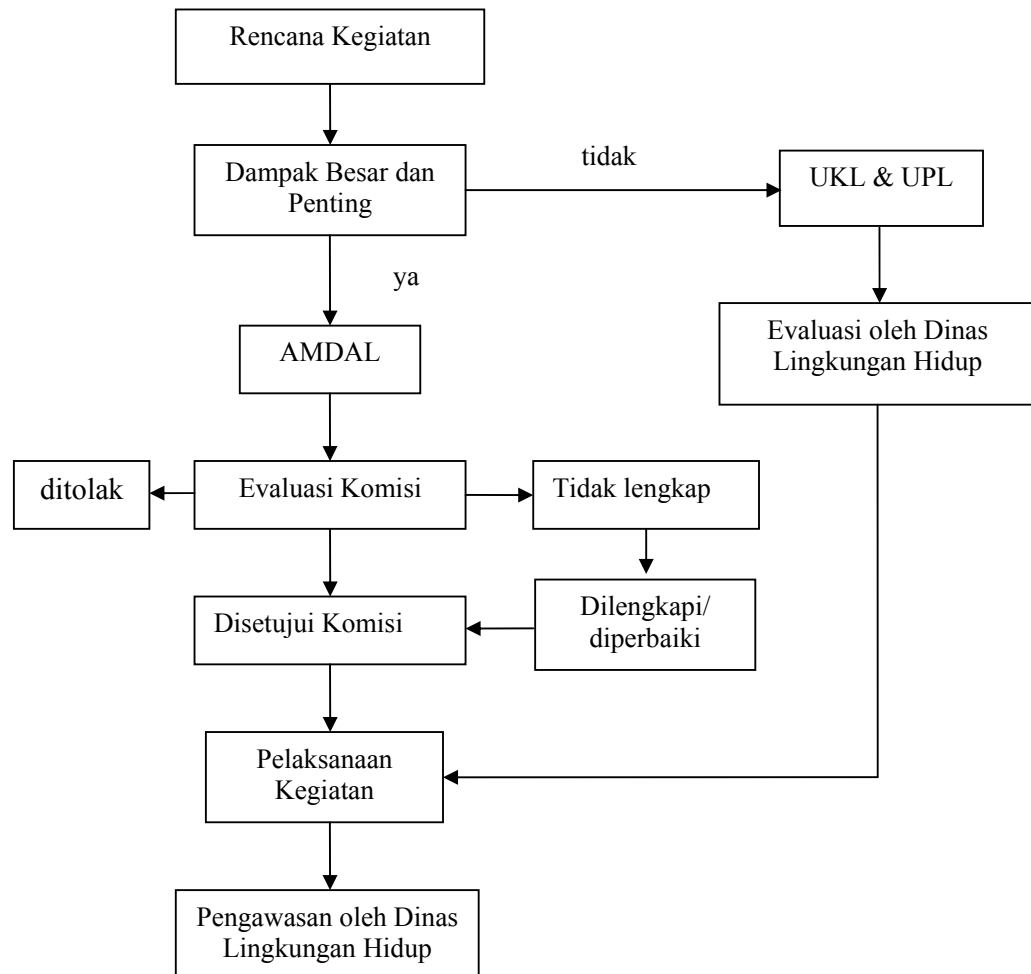 Rencana Kegiatan
Dampak Besar dan
Penting
tidak
UKL & UPL
ya
AMDAL
Evaluasi oleh Dinas
Lingkungan Hidup
ditolak
Evaluasi Komisi
Tidak lengkap
Disetujui Komisi
Dilengkapi/
diperbaiki
Pelaksanaan
Kegiatan
Pengawasan oleh Dinas
Lingkungan Hidup